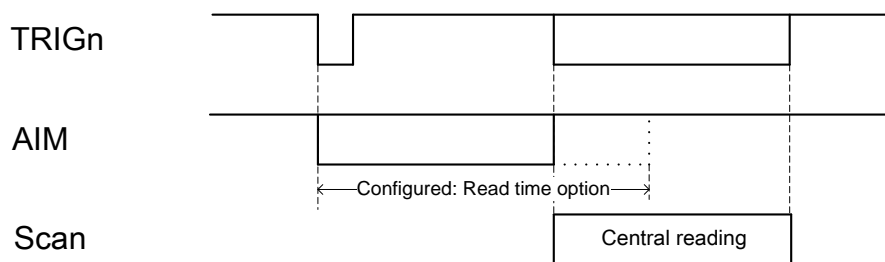 TRIGn
AIM
Configured: Read time option
Scan
Central reading